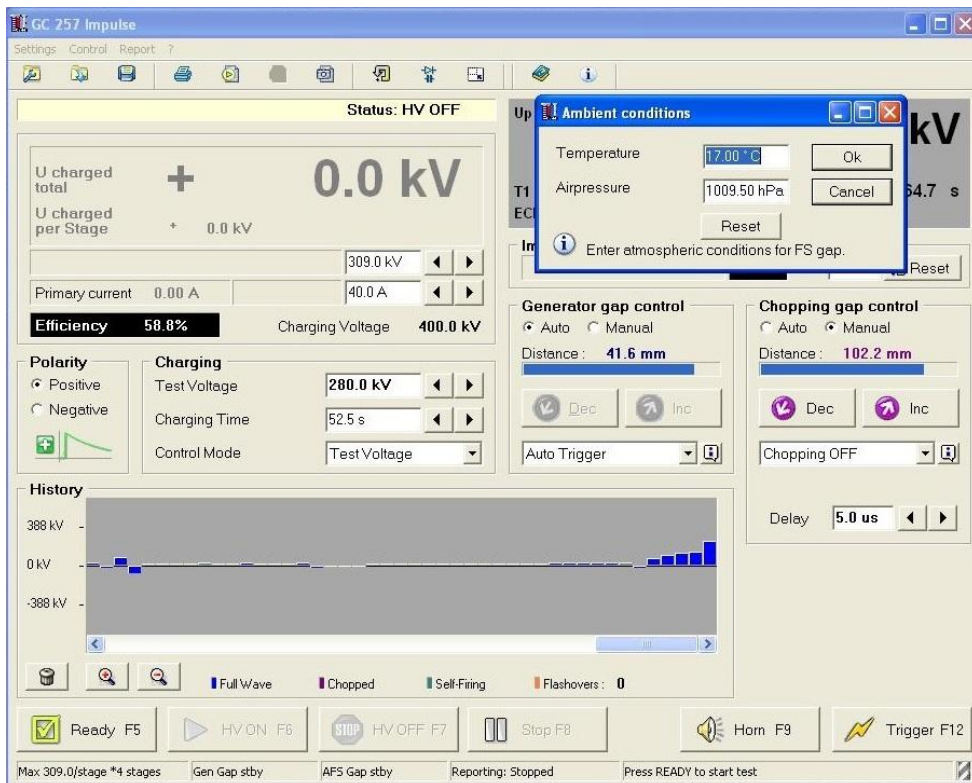 GC 257 Impulse
Settings Control Report ?
Status: HV OFF
U charged total + 0.0 kV
U charged per Stage + 0.0 kV
309.0 kV
Primary current 0.00 A 40.0 A
Efficiency 58.8% Charging Voltage 400.0 kV
Up kV
T1 64.7 s
Ambient conditions
Temperature 17.00 °C Ok
Airpressure 1009.50 hPa Cancel
Reset
Enter atmospheric conditions for FS gap.
Reset
Polarity
Positive
Negative
Charging
Test Voltage 280.0 kV
Charging Time 52.5 s
Control Mode Test Voltage
Generator gap control
Auto Manual
Distance : 41.6 mm
Dec Inc
Auto Trigger
Chopping gap control
Auto Manual
Distance : 102.2 mm
Dec Inc
Chopping OFF
Delay 5.0 us
History
388 kV
0 kV
-388 kV
Full Wave Chopped Self-Firing Flashovers : 0
Ready F5 HV ON F6 STOP HV OFF F7 Stop F8 Horn F9 Trigger F12
Max 309.0/stage *4 stages Gen Gap stby AFS Gap stby Reporting: Stopped Press READY to start test